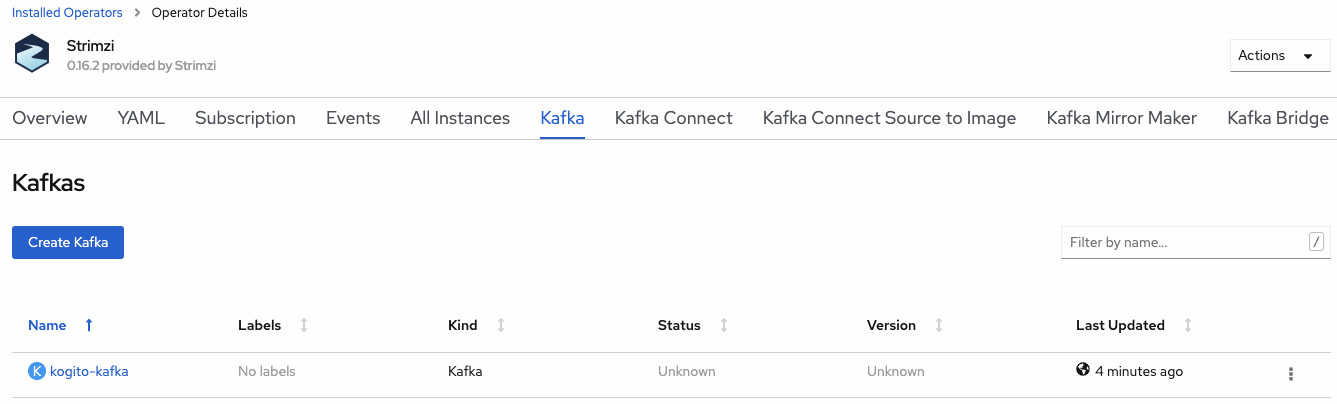 Installed Operators > Operator Details
Strimzi
0.16.2 provided by Strimzi
Actions
Overview YAML Subscription Events All Instances Kafka Kafka Connect Kafka Connect Source to Image Kafka Mirror Maker Kafka Bridge
Kafkas
Create Kafka
Filter by name...
/
Name Labels Kind Status Version Last Updated
K kogito-kafka No labels Kafka Unknown Unknown 4 minutes ago